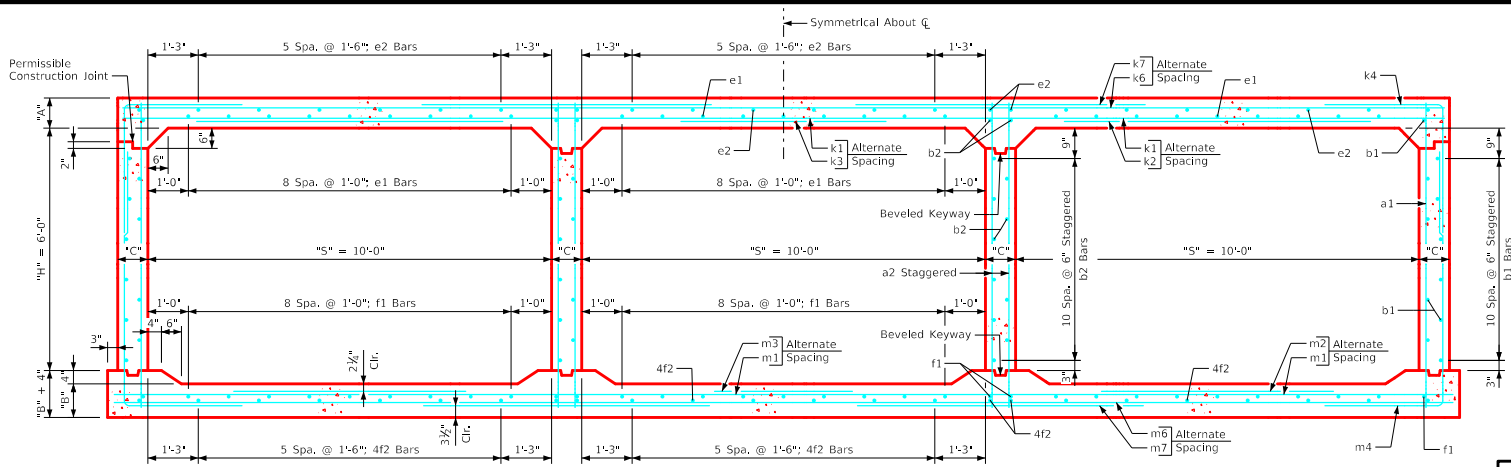 Symmetrical About ℄
1'-3"
5 Spa. @ 1'-6"; e2 Bars
1'-3"
1'-3"
5 Spa. @ 1'-6"; e2 Bars
1'-3"
Permissible
Construction Joint
k7
k6
Alternate
Spacing
e1
e2
e1
k4
"A"
2"
6"
6"
e2
k1
k3
Alternate
Spacing
b2
k1
k2
Alternate
Spacing
b1
e2
9"
9"
1'-0"
8 Spa. @ 1'-0"; e1 Bars
1'-0"
1'-0"
8 Spa. @ 1'-0"; e1 Bars
1'-0"
Beveled Keyway
b2
a1
"H" = 6'-0"
"C"
"S" = 10'-0"
"C"
"S" = 10'-0"
"C"
"S" = 10'-0"
"C"
a2 Staggered
10 Spa. @ 6" Staggered
b2 Bars
10 Spa. @ 6" Staggered
b1 Bars
1'-0"
8 Spa. @ 1'-0"; f1 Bars
1'-0"
1'-0"
8 Spa. @ 1'-0"; f1 Bars
1'-0"
b1
4"
6"
3"
Beveled Keyway
m3
m1
Alternate
Spacing
m2
m1
Alternate
Spacing
2¼"
Clr.
4f2
f1
4f2
3"
3"
"B" + 4"
4"
"B"
3½"
Clr.
4f2
m6
m7
Alternate
Spacing
m4
f1
1'-3"
5 Spa. @ 1'-6"; 4f2 Bars
1'-3"
1'-3"
5 Spa. @ 1'-6"; 4f2 Bars
1'-3"